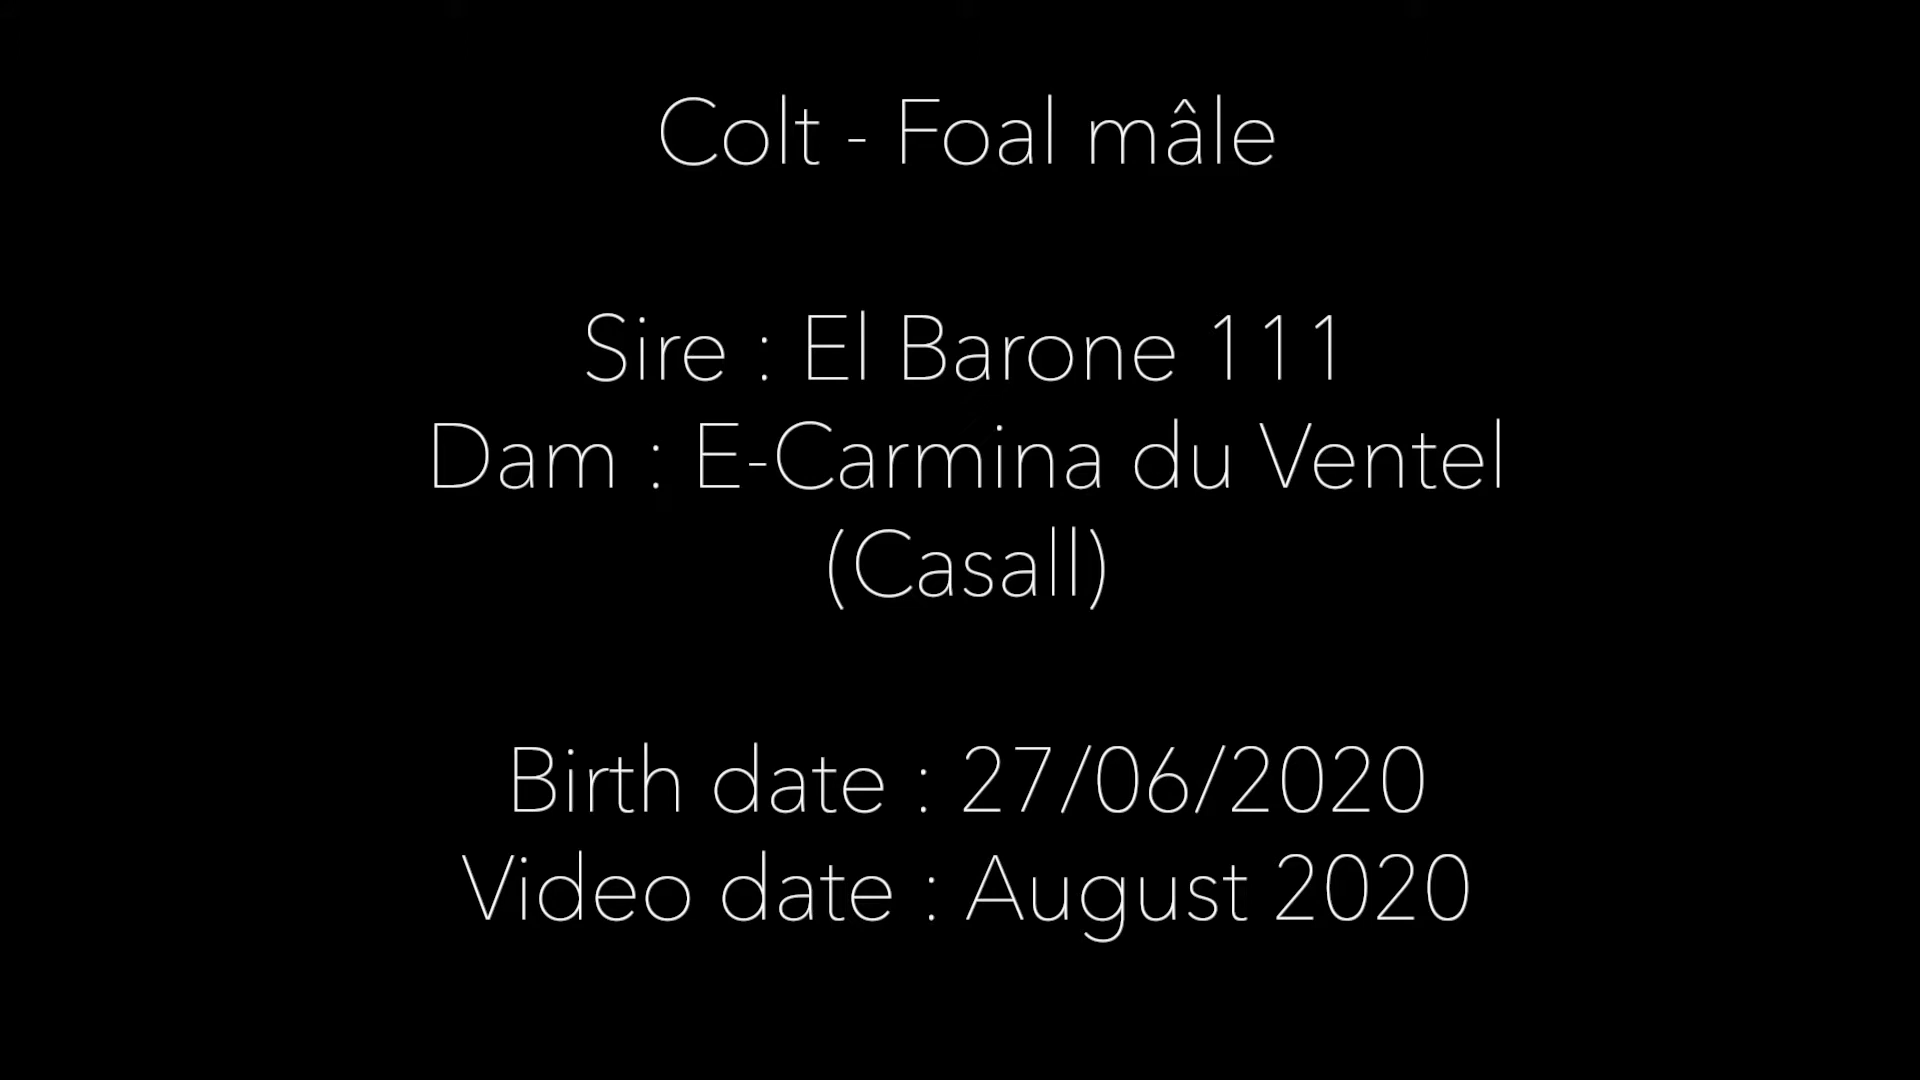 Colt - Foal mâle
Sire : El Barone 111
Dam : E-Carmina du Ventel
(Casall)
Birth date : 27/06/2020
Video date : August 2020